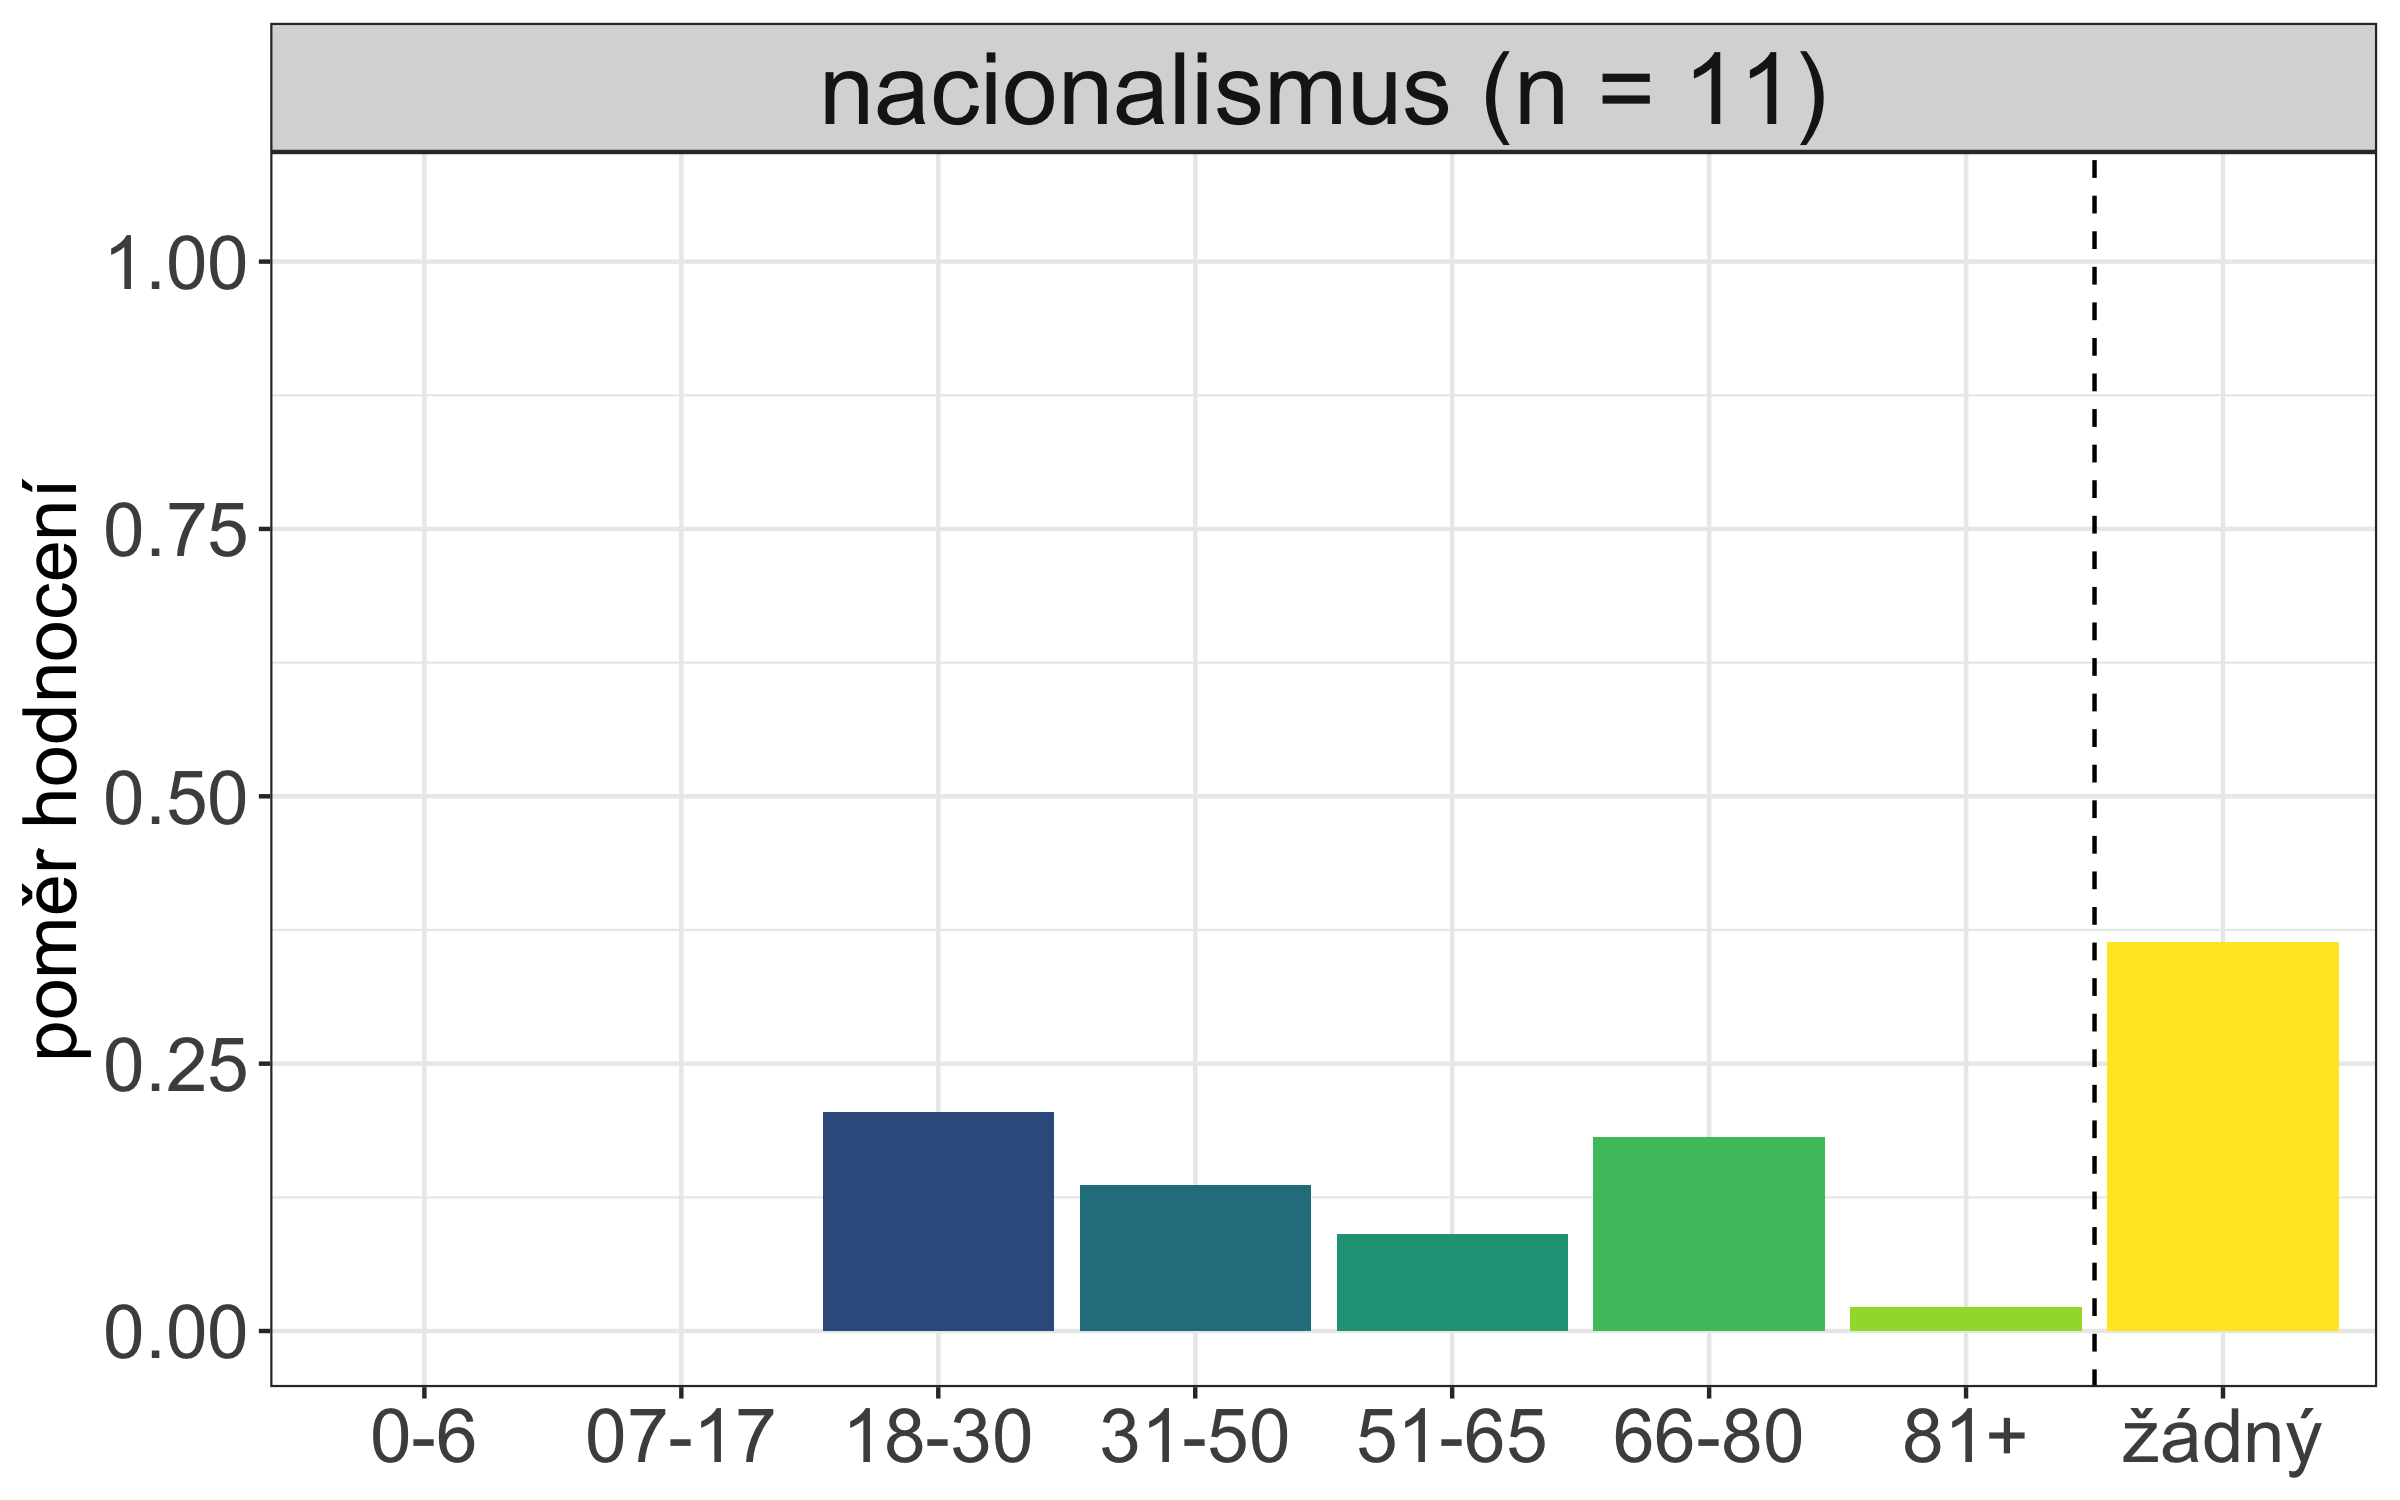 nacionalismus (n = 11)
poměr hodnocení
1.00
0.75
0.50
0.25
0.00
0-6 07-17 18-30 31-50 51-65 66-80 81+ žádný